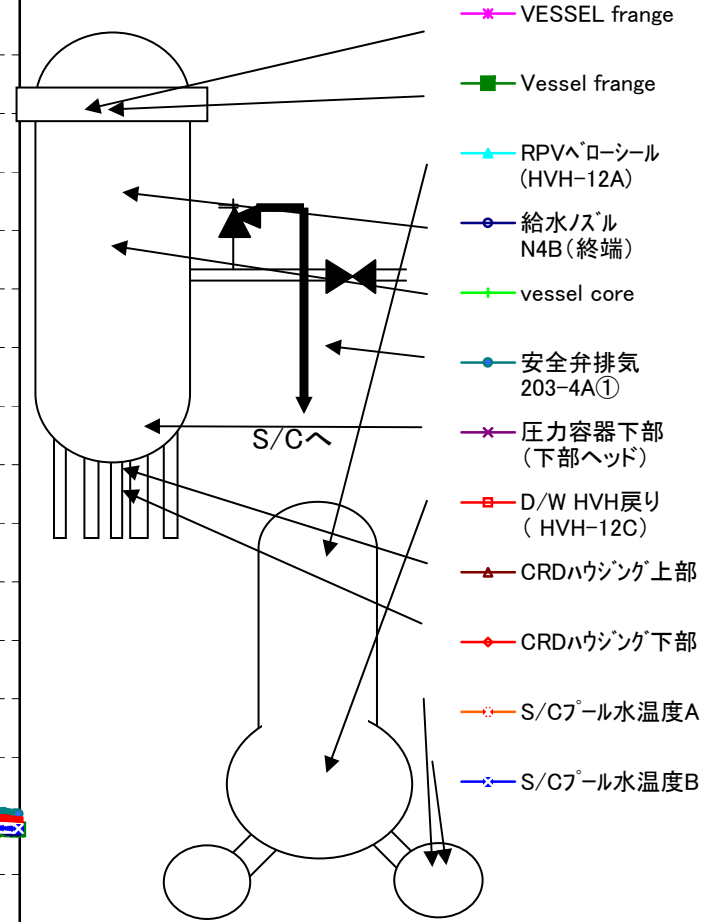 VESSEL frange
Vessel frange
RPVﾍﾞローシール
(HVH-12A)
給水ﾉｽﾞﾙ
N4B(終端)
vessel core
安全弁排気
203-4A①
圧力容器下部
(下部ヘッド)
D/W HVH戻り
( HVH-12C)
CRDﾊｳｼﾞﾝｸﾞ上部
CRDﾊｳｼﾞﾝｸﾞ下部
S/Cﾌﾟｰﾙ水温度A
S/Cﾌﾟｰﾙ水温度B
S/Cへ